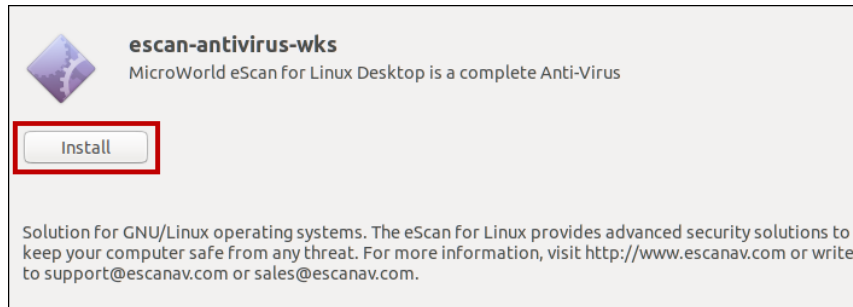 escan-antivirus-wks
MicroWorld eScan for Linux Desktop is a complete Anti-Virus
Install
Solution for GNU/Linux operating systems. The eScan for Linux provides advanced security solutions to
keep your computer safe from any threat. For more information, visit http://www.escanav.com or write
to support@escanav.com or sales@escanav.com.